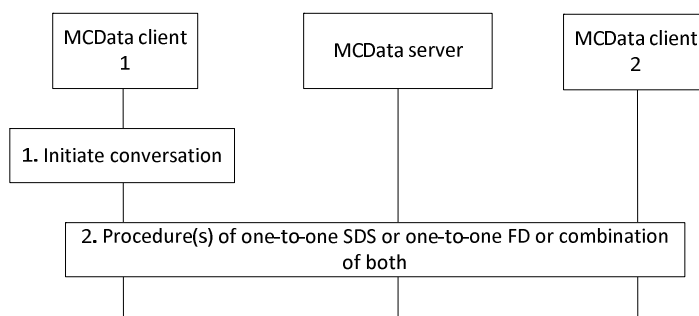 MCData client
1
MCData server
MCData client
2
1. Initiate conversation
2. Procedure(s) of one-to-one SDS or one-to-one FD or combination
of both